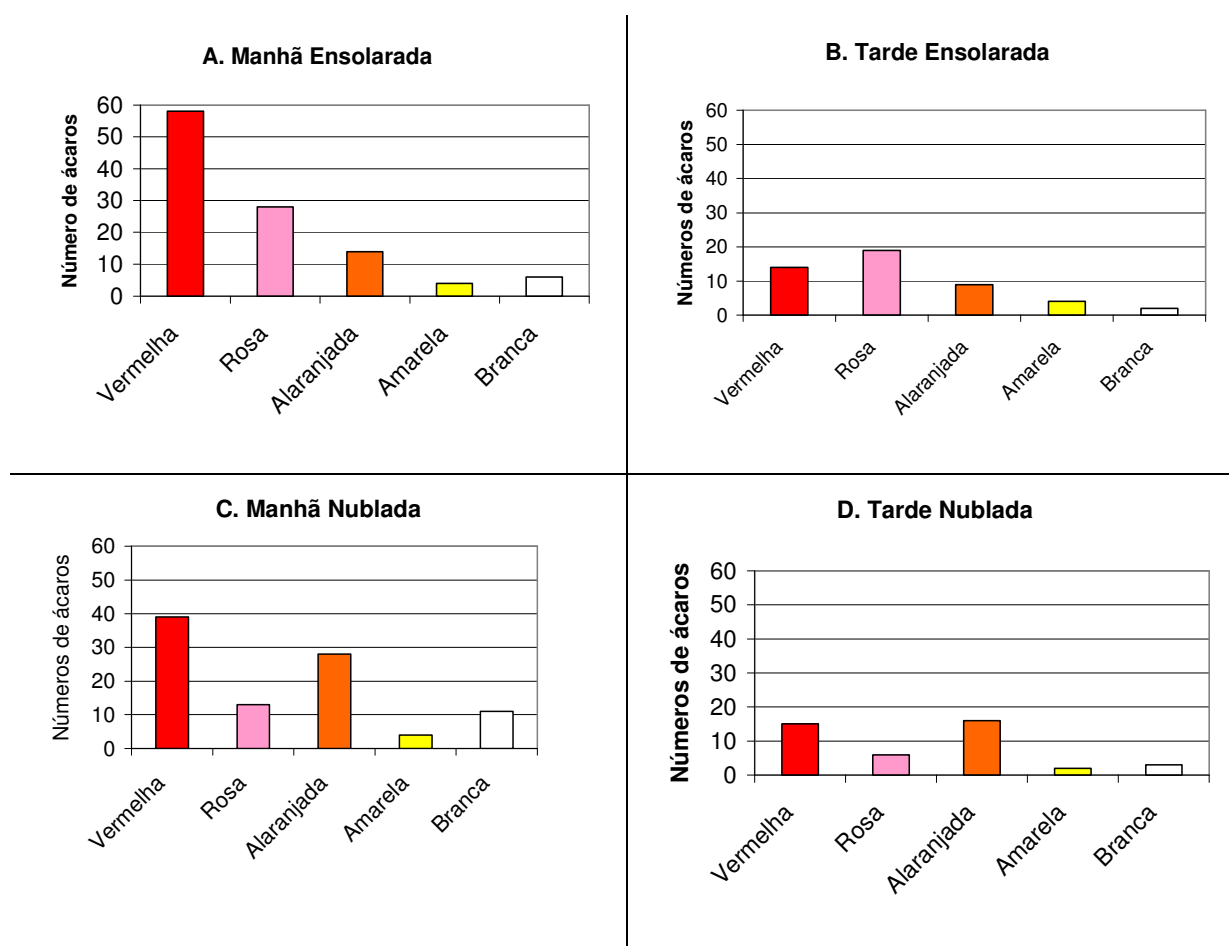 A. Manhã Ensolarada
Número de ácaros
60
50
40
30
20
10
0
Vermelha
Rosa
Alaranjada
Amarela
Branca
B. Tarde Ensolarada
Números de ácaros
60
50
40
30
20
10
0
Vermelha
Rosa
Alaranjada
Amarela
Branca
C. Manhã Nublada
Números de ácaros
60
50
40
30
20
10
0
Vermelha
Rosa
Alaranjada
Amarela
Branca
D. Tarde Nublada
Números de ácaros
60
50
40
30
20
10
0
Vermelha
Rosa
Alaranjada
Amarela
Branca